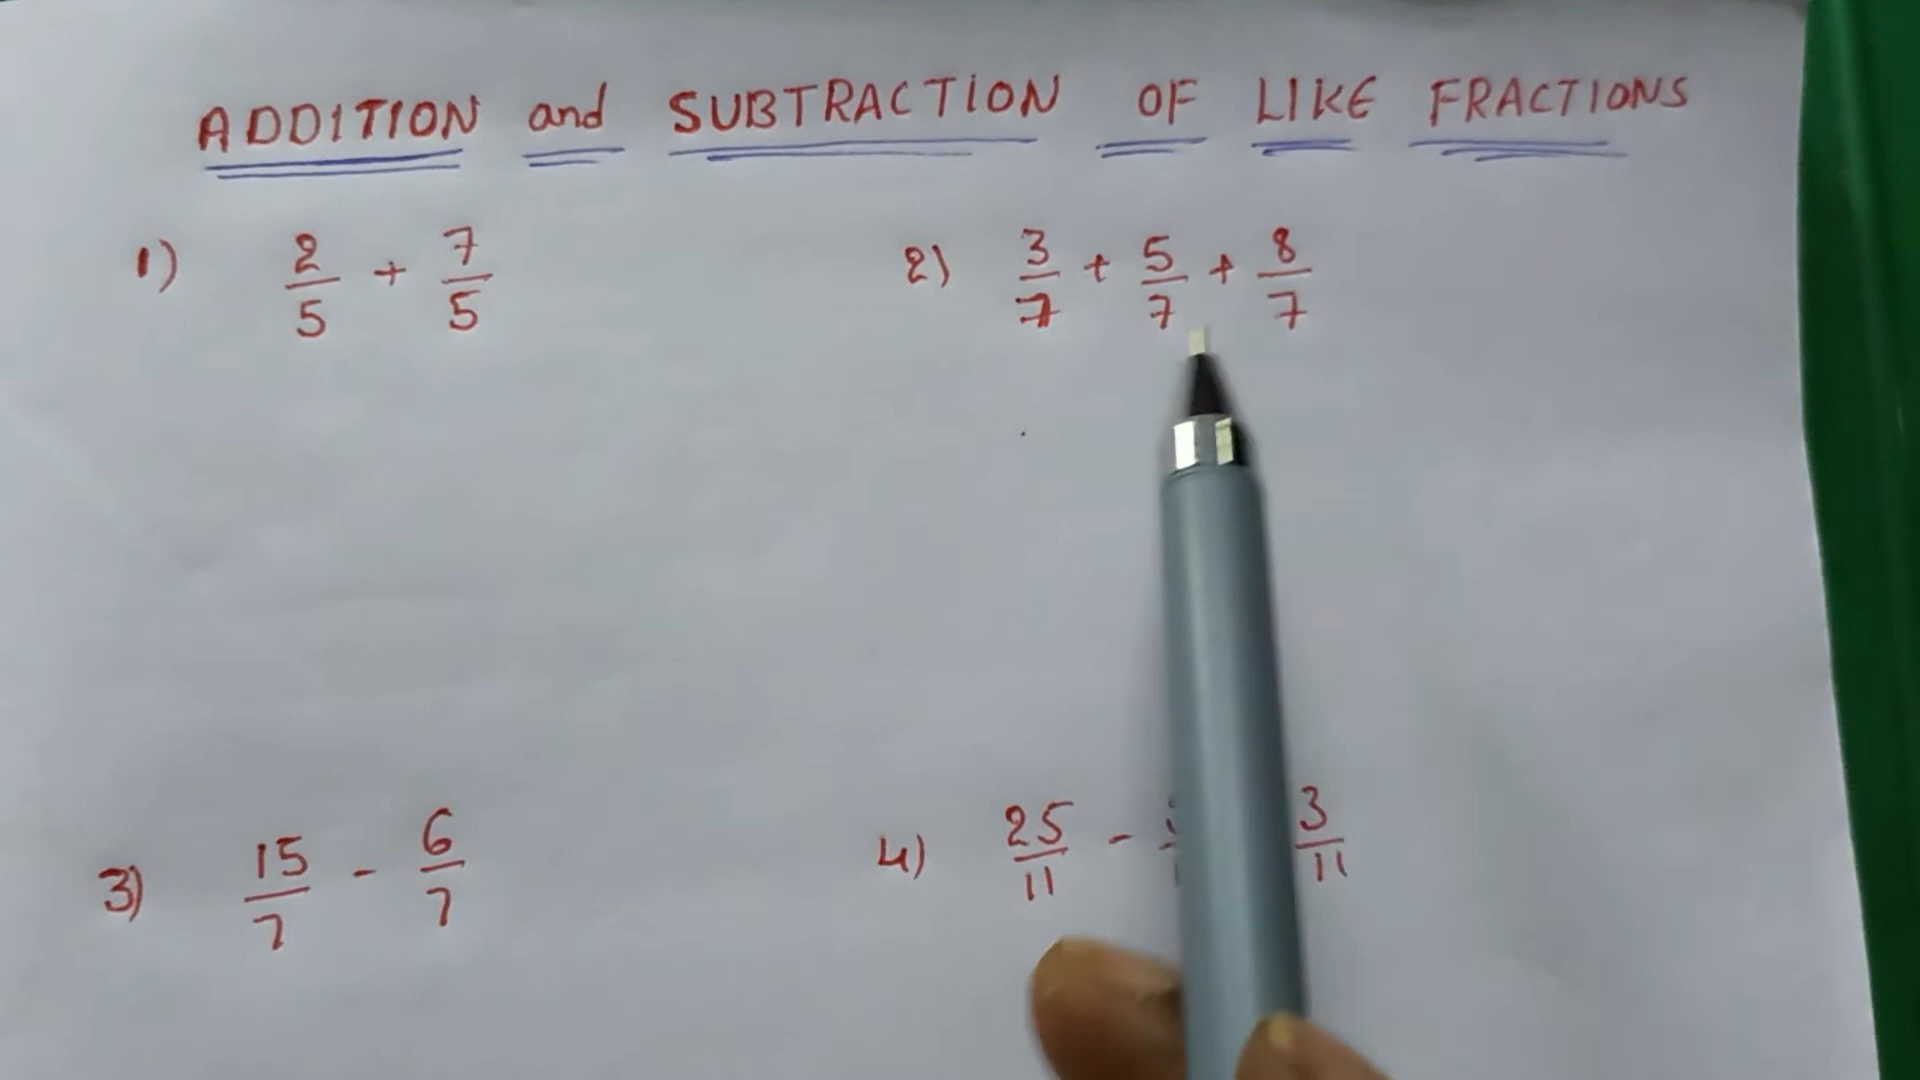 ADDITION and SUBTRACTION OF LIKE FRACTIONS
1) 2/5 + 7/5
2) 3/7 + 5/7 + 8/7
3) 15/7 - 6/7
4) 25/11 - 3/11